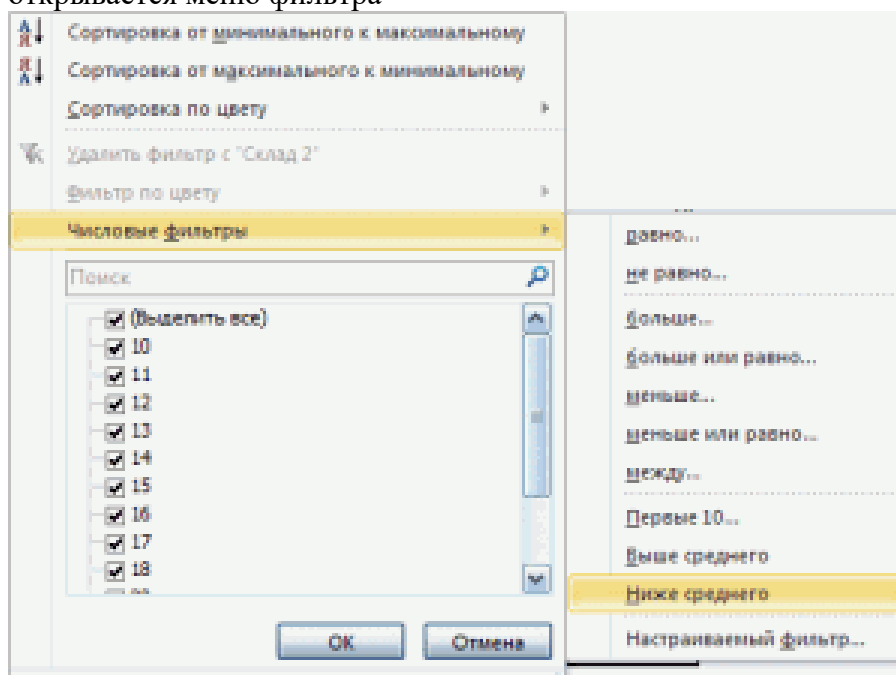 открывается меню фильтра
Сортировка от минимального к максимальному
Сортировка от максимального к минимальному
Сортировка по цвету
Удалить фильтр с "Склад 2"
Фильтр по цвету
Числовые фильтры
Поиск
(Выделить все)
10
11
12
13
14
15
16
17
18
ОК Отмена
равно...
не равно...
больше...
больше или равно...
меньше...
меньше или равно...
между...
Первые 10...
Выше среднего
Ниже среднего
Настраиваемый фильтр...